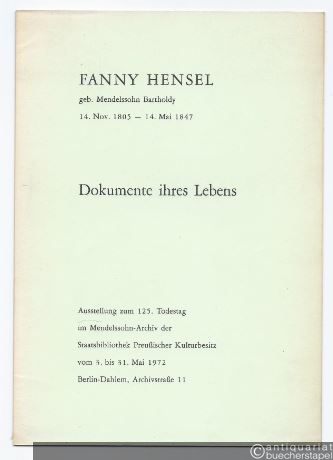 FANNY HENSEL
geb. Mendelssohn Bartholdy
14. Nov. 1805 — 14. Mai 1847
Dokumente ihres Lebens
Ausstellung zum 125. Todestag
im Mendelssohn-Archiv der
Staatsbibliothek Preußischer Kulturbesitz
vom 3. bis 31. Mai 1972
Berlin-Dahlem, Archivstraße 11
antiquariat
buecherstapel